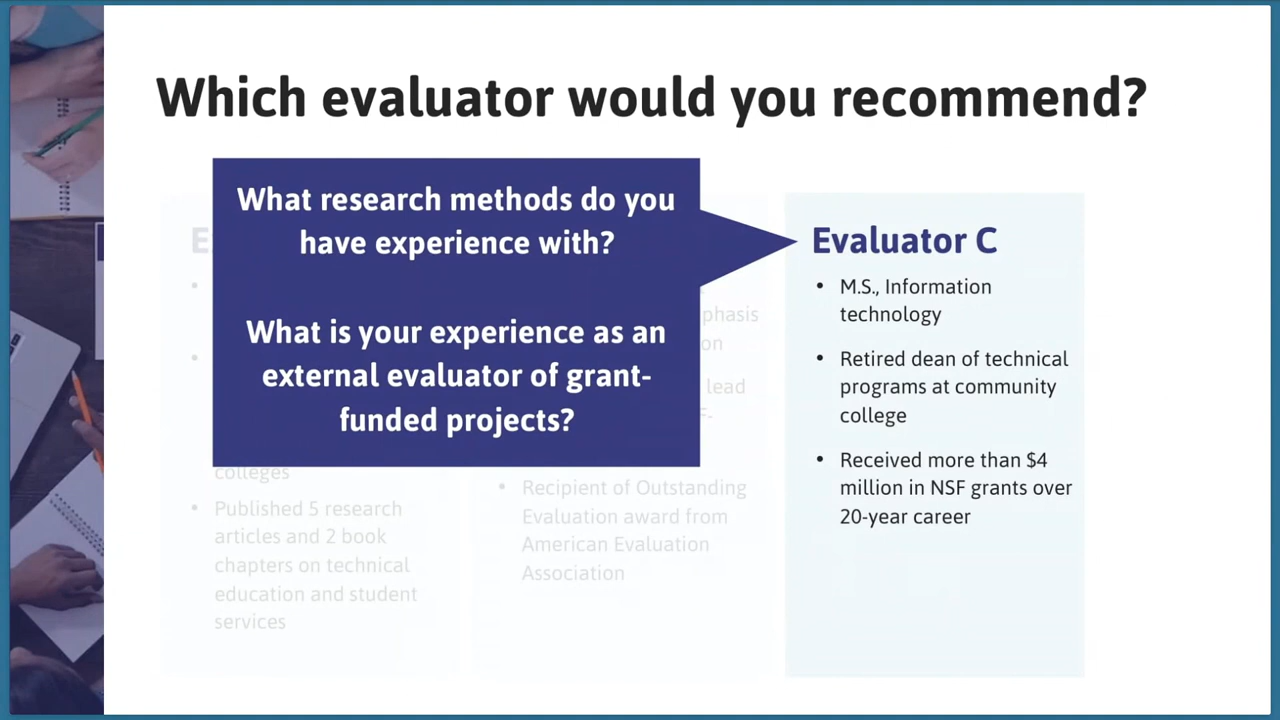 Which evaluator would you recommend?
What research methods do you
have experience with?
What is your experience as an
external evaluator of grant-
funded projects?
E
colleges
• Published 5 research
articles and 2 book
chapters on technical
education and student
services
phasis
on
lead
F-
• Recipient of Outstanding
Evaluation award from
American Evaluation
Association
Evaluator C
• M.S., Information
technology
• Retired dean of technical
programs at community
college
• Received more than $4
million in NSF grants over
20-year career